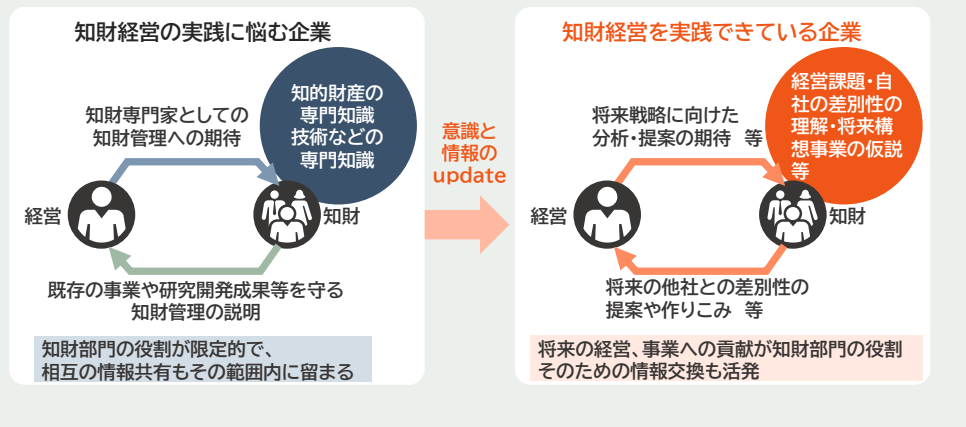 知財経営の実践に悩む企業
知的財産の
専門知識
技術などの
専門知識
知財専門家としての
知財管理への期待
経営
知財
既存の事業や研究開発成果等を守る
知財管理の説明
知財部門の役割が限定的で、
相互の情報共有もその範囲内に留まる
意識と
情報の
update
知財経営を実践できている企業
経営課題・自
社の差別性の
理解・将来構
想事業の仮説
等
将来戦略に向けた
分析・提案の期待 等
経営
知財
将来の他社との差別性の
提案や作りこみ 等
将来の経営、事業への貢献が知財部門の役割
そのための情報交換も活発